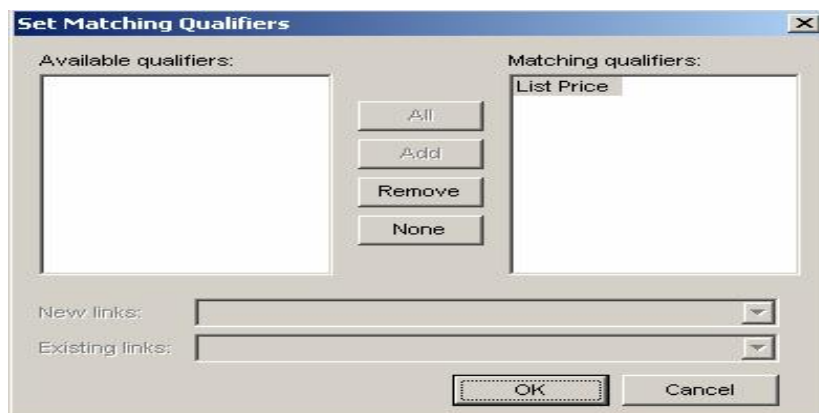 Set Matching Qualifiers
Available qualifiers:
Matching qualifiers:
List Price
All
Add
Remove
None
New links:
Existing links:
OK
Cancel